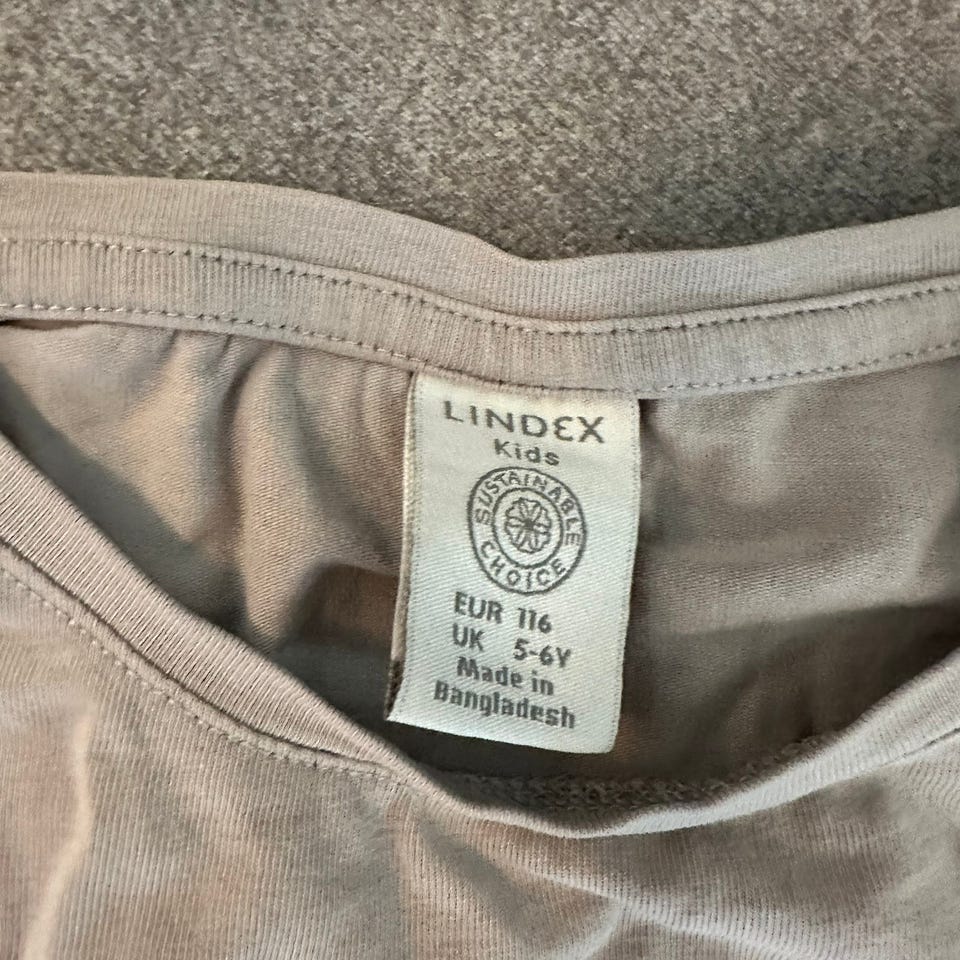 LINDEX
Kids
SUSTAINABLE
CHOICE
EUR 116
UK 5-6Y
Made in
Bangladesh